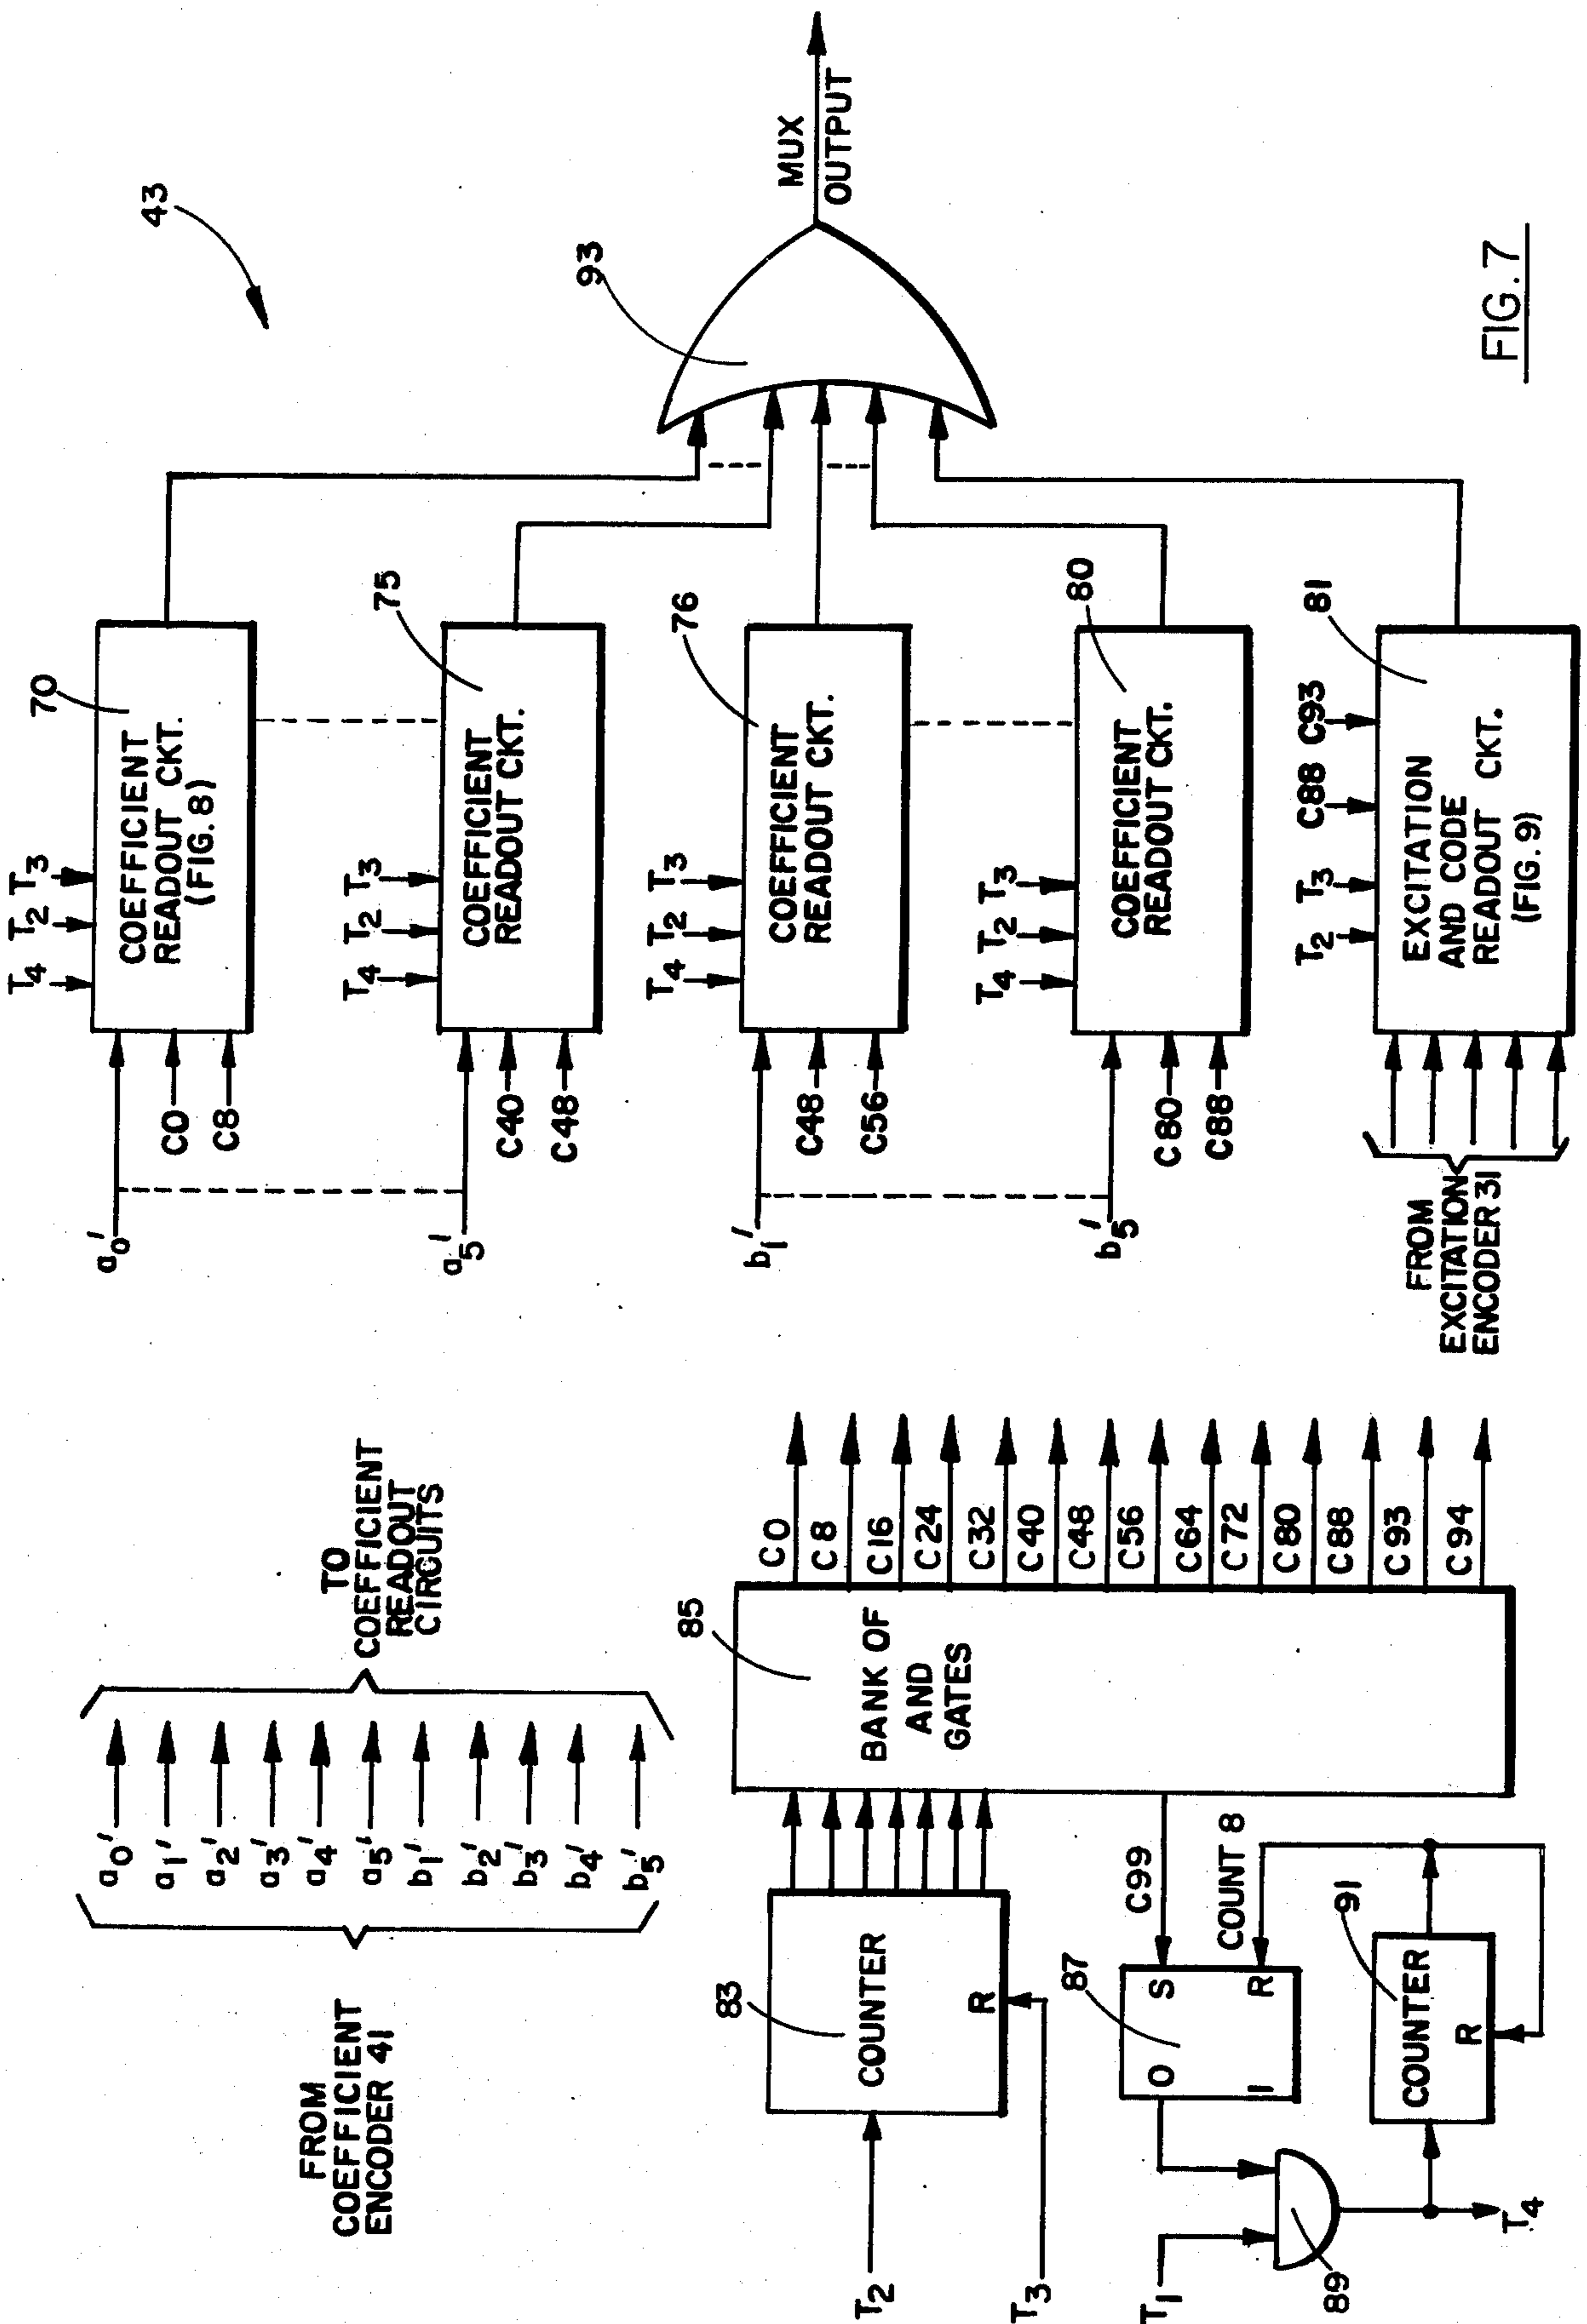 FROM
COEFFICIENT
ENCODER 41
a0'
a1'
a2'
a3'
a4'
a5'
b1'
b2'
b3'
b4'
b5'
TO
COEFFICIENT
READOUT
CIRCUITS
T2
T3
83
COUNTER
R
85
BANK OF
AND
GATES
C0
C8
C16
C24
C32
C40
C48
C56
C64
C72
C80
C88
C93
C94
C99
COUNT 8
87
0
S
1
R
T1
89
T4
91
COUNTER
R
43
a0'
C0
C8
T4
T2
T3
70
COEFFICIENT
READOUT CKT.
(FIG. 8)
a5'
C40
C48
T4
T2
T3
75
COEFFICIENT
READOUT CKT.
b1'
C48
C56
T4
T2
T3
76
COEFFICIENT
READOUT CKT.
b5'
C80
C88
T4
T2
T3
80
COEFFICIENT
READOUT CKT.
FROM
EXCITATION
ENCODER 31
T2
T3
C88
C93
81
EXCITATION
AND CODE
READOUT CKT.
(FIG. 9)
93
MUX
OUTPUT
FIG. 7